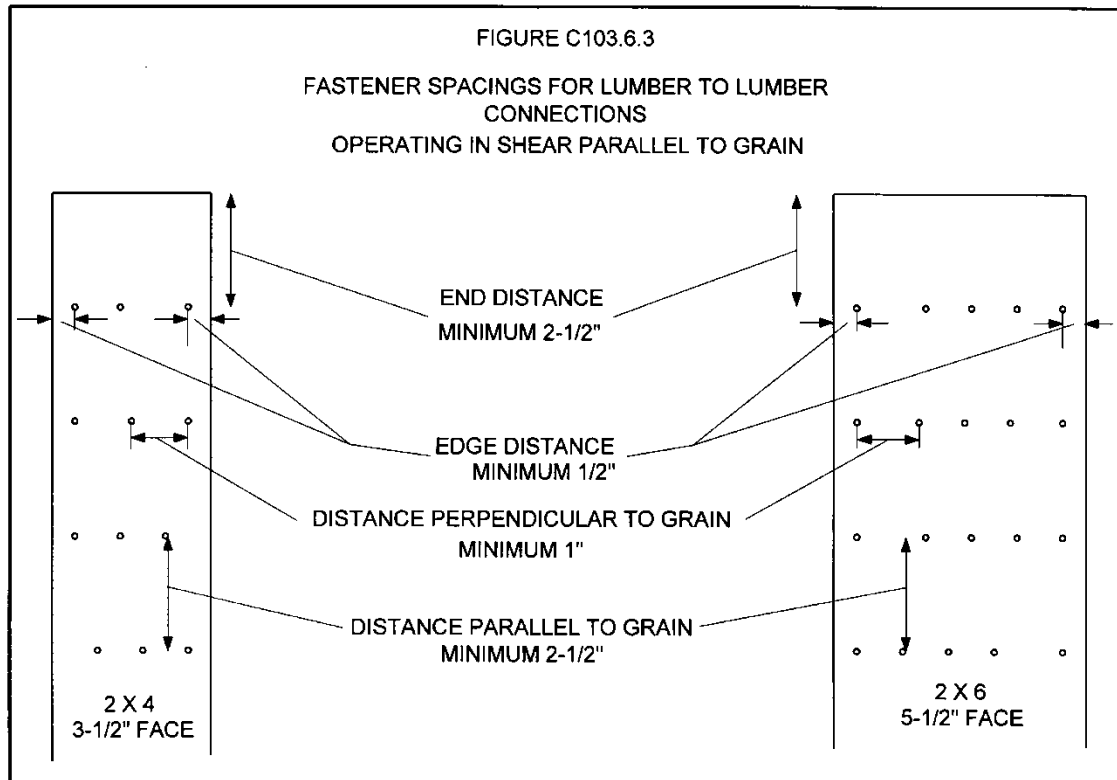 FIGURE C103.6.3
FASTENER SPACINGS FOR LUMBER TO LUMBER
CONNECTIONS
OPERATING IN SHEAR PARALLEL TO GRAIN
END DISTANCE
MINIMUM 2-1/2"
EDGE DISTANCE
MINIMUM 1/2"
DISTANCE PERPENDICULAR TO GRAIN
MINIMUM 1"
DISTANCE PARALLEL TO GRAIN
MINIMUM 2-1/2"
2 X 4
3-1/2" FACE
2 X 6
5-1/2" FACE